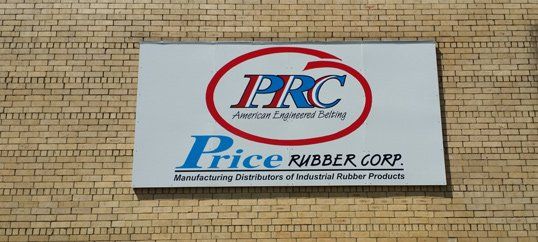 PRC
American Engineered Belting
Price RUBBER CORP.
Manufacturing Distributors of Industrial Rubber Products